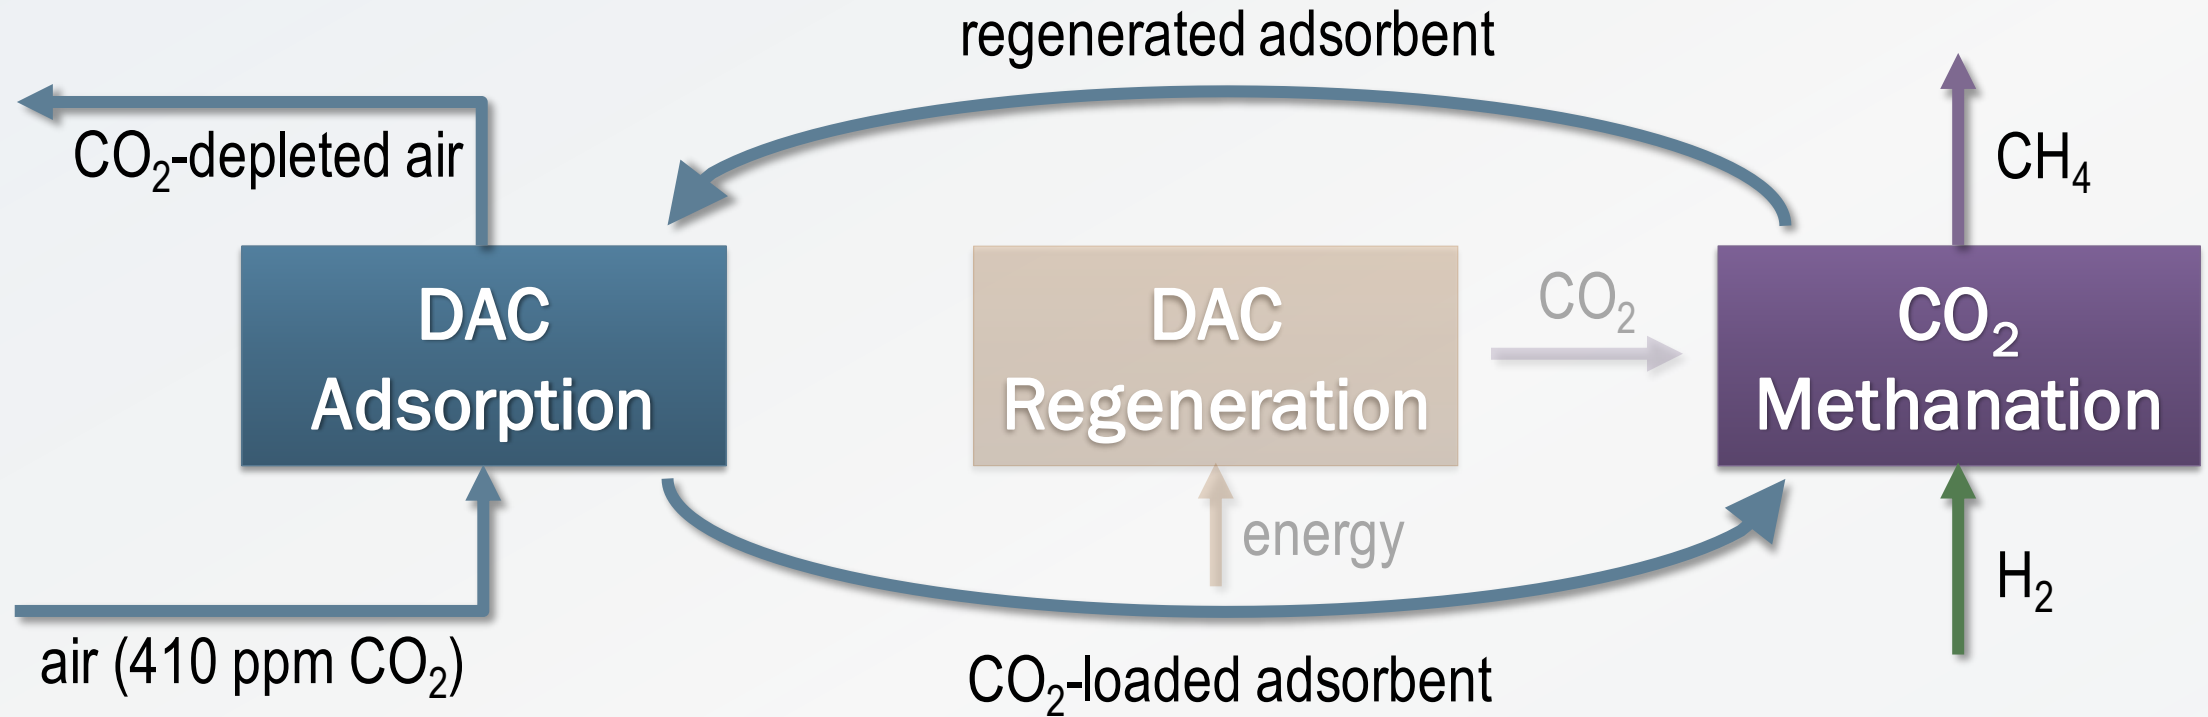 regenerated adsorbent
CO₂-depleted air
CH₄
DAC
Adsorption
DAC
Regeneration
CO₂
CO₂
Methanation
energy
H₂
air (410 ppm CO₂)
CO₂-loaded adsorbent